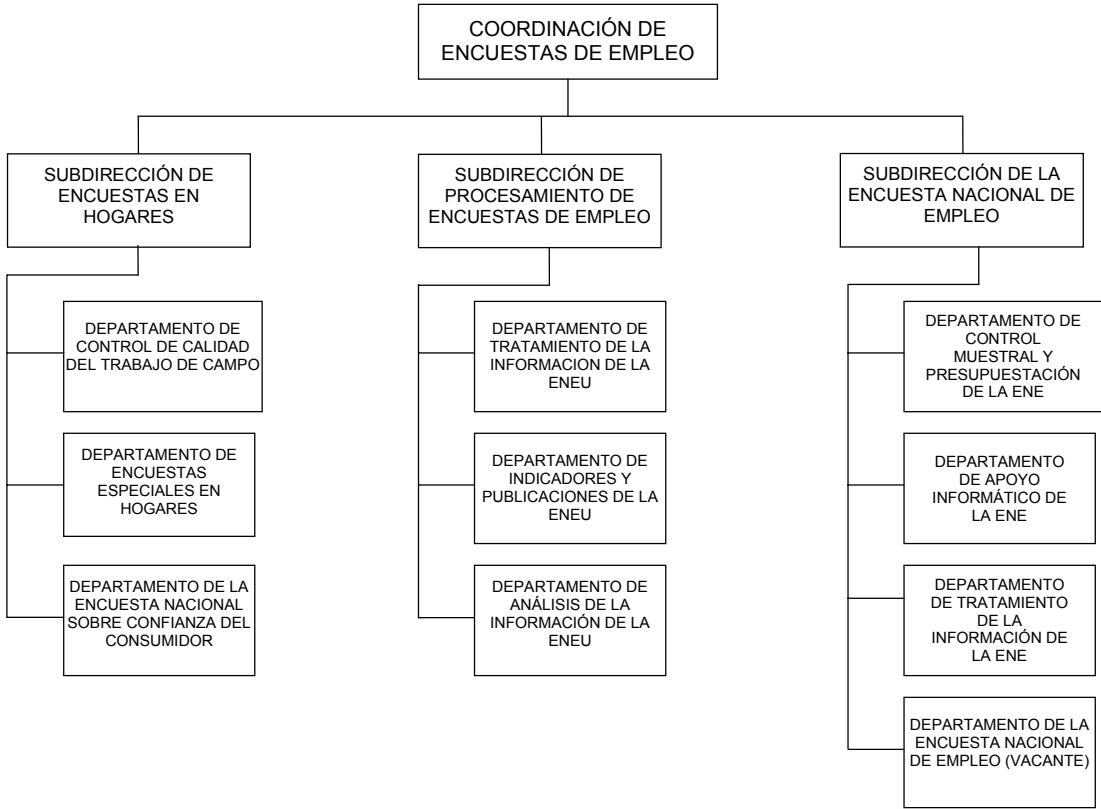 COORDINACIÓN DE
ENCUESTAS DE EMPLEO
SUBDIRECCIÓN DE
ENCUESTAS EN
HOGARES
SUBDIRECCIÓN DE
PROCESAMIENTO DE
ENCUESTAS DE EMPLEO
SUBDIRECCIÓN DE LA
ENCUESTA NACIONAL DE
EMPLEO
DEPARTAMENTO DE
CONTROL DE CALIDAD
DEL TRABAJO DE CAMPO
DEPARTAMENTO DE
ENCUESTAS
ESPECIALES EN
HOGARES
DEPARTAMENTO DE LA
ENCUESTA NACIONAL
SOBRE CONFIANZA DEL
CONSUMIDOR
DEPARTAMENTO DE
TRATAMIENTO DE LA
INFORMACION DE LA
ENEU
DEPARTAMENTO DE
INDICADORES Y
PUBLICACIONES DE LA
ENEU
DEPARTAMENTO DE
ANÁLISIS DE LA
INFORMACIÓN DE LA
ENEU
DEPARTAMENTO DE
CONTROL
MUESTRAL Y
PRESUPUESTACIÓN
DE LA ENE
DEPARTAMENTO
DE APOYO
INFORMÁTICO DE
LA ENE
DEPARTAMENTO
DE TRATAMIENTO
DE LA
INFORMACIÓN DE
LA ENE
DEPARTAMENTO DE LA
ENCUESTA NACIONAL
DE EMPLEO (VACANTE)